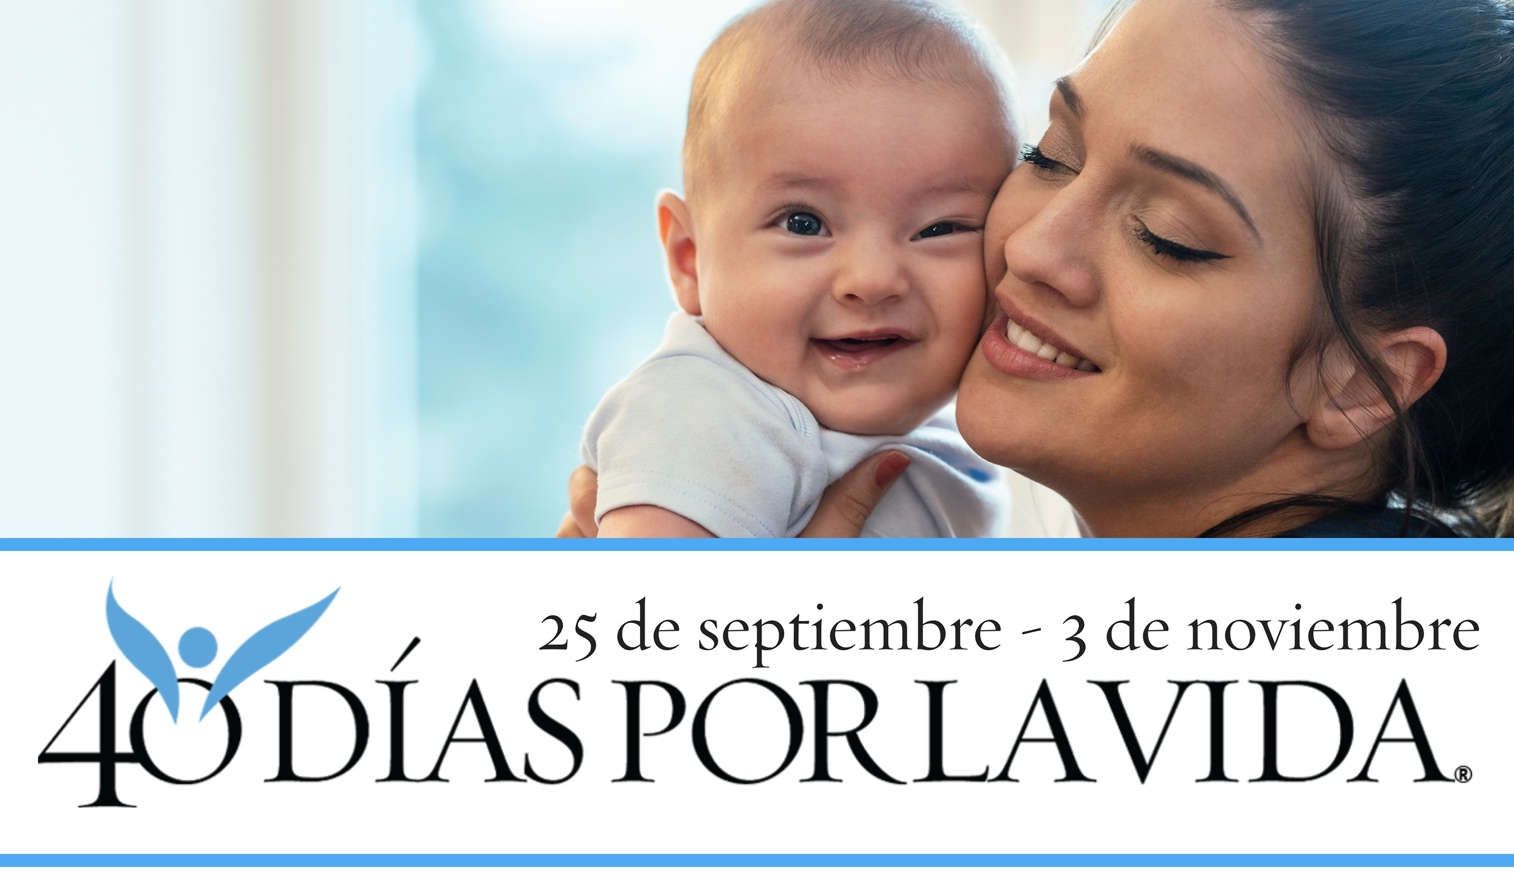 25 de septiembre - 3 de noviembre
40 DÍAS POR LA VIDA®